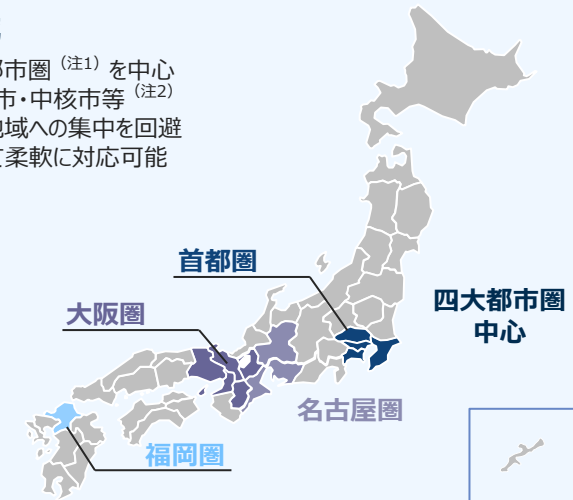 都市圏（注1）を中心
市・中核市等（注2）
地域への集中を回避
て柔軟に対応可能
首都圏
大阪圏
四大都市圏
中心
名古屋圏
福岡圏